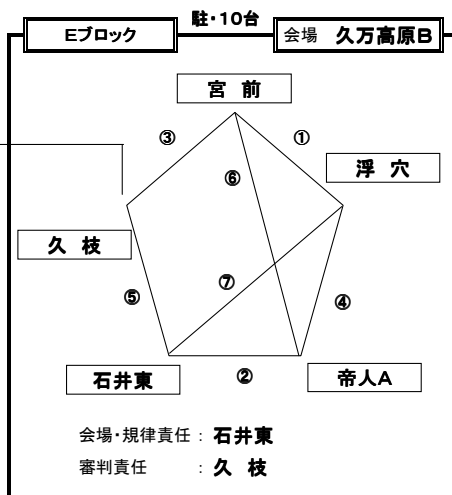 駐・10台
Eブロック
会場 久万高原B
宮 前
③ ①
⑥
浮 穴
久 枝
⑦
⑤ ④
石井東
②
帝人A
会場・規律責任 : 石井東
審判責任 : 久 枝